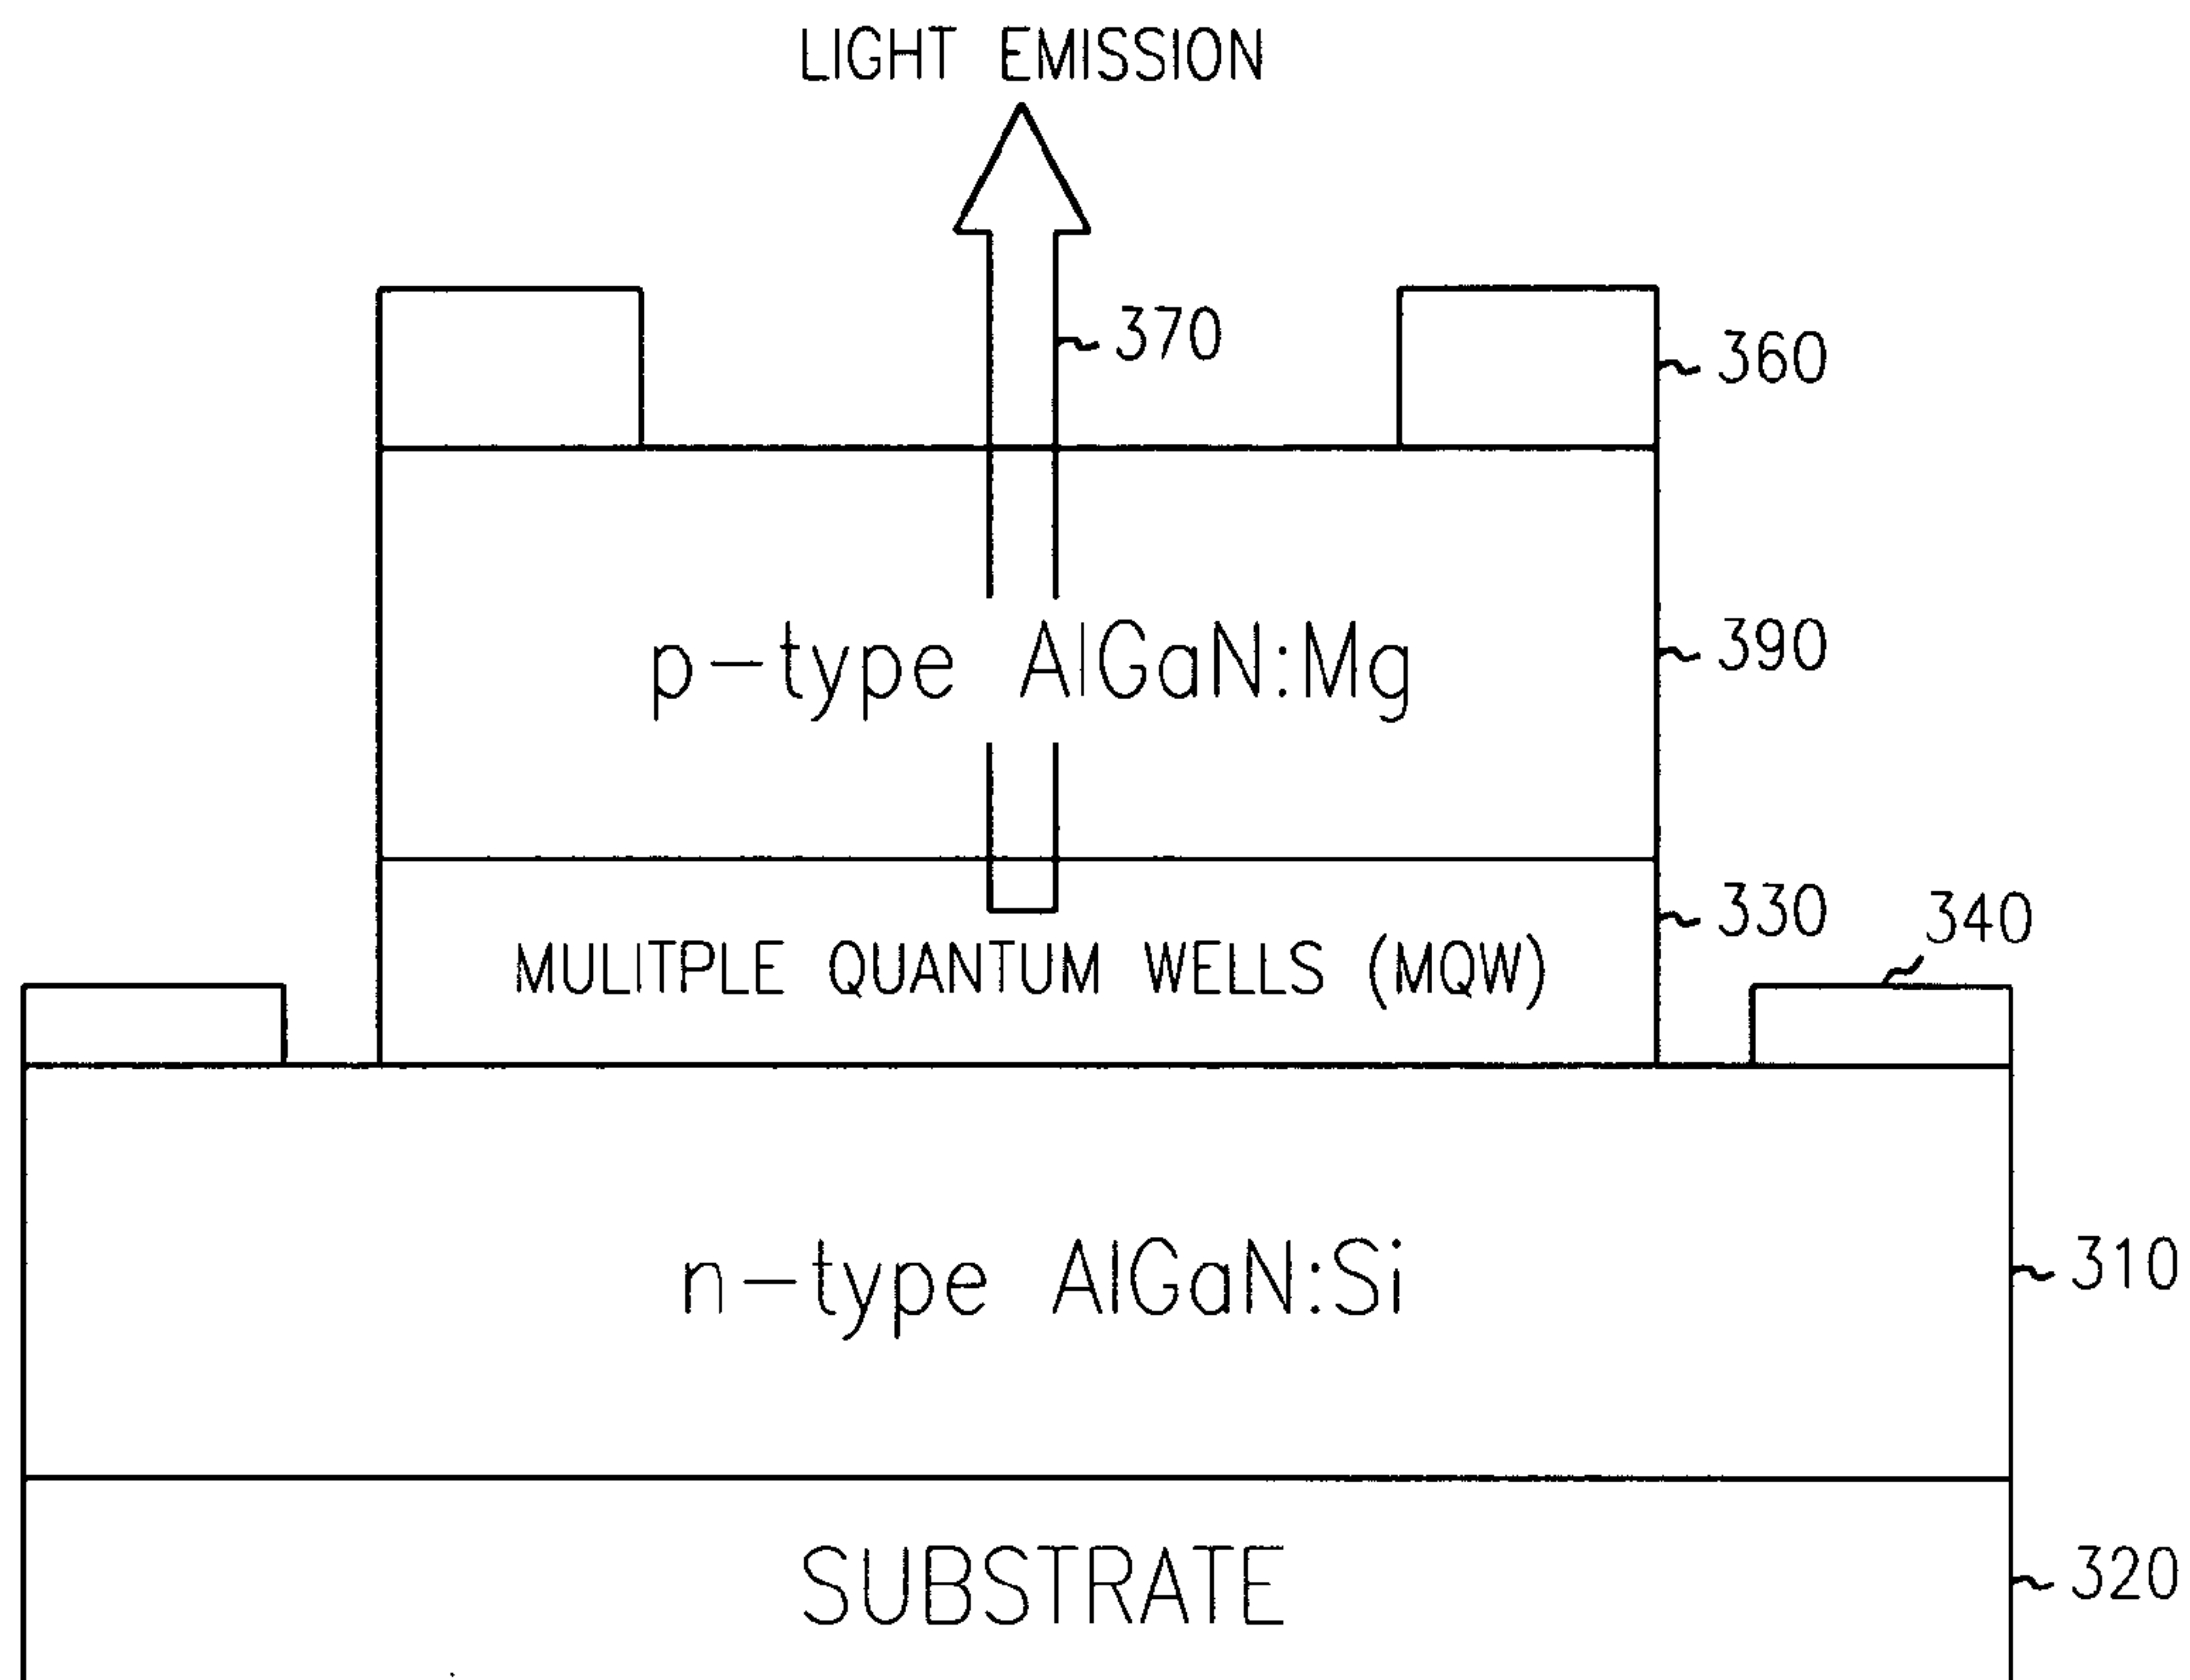 LIGHT EMISSION
370
360
p-type AlGaN:Mg
390
330
340
MULITPLE QUANTUM WELLS (MQW)
n-type AlGaN:Si
310
SUBSTRATE
320